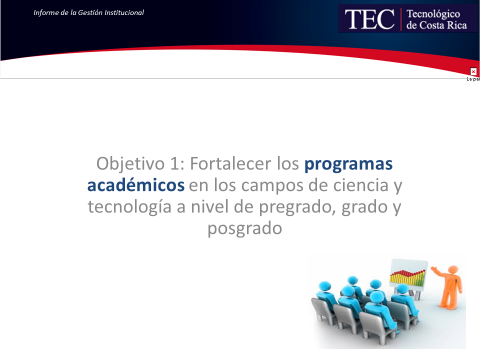 Informe de la Gestión Institucional
TEC Tecnológico
de Costa Rica
Objetivo 1: Fortalecer los programas
académicos en los campos de ciencia y
tecnología a nivel de pregrado, grado y
posgrado